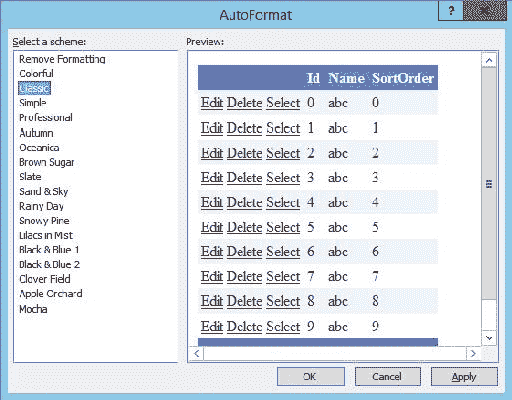 AutoFormat
?
Select a scheme:
Remove Formatting
Colorful
Classic
Simple
Professional
Autumn
Oceanica
Brown Sugar
Slate
Sand & Sky
Rainy Day
Snowy Pine
Lilacs in Mist
Black & Blue 1
Black & Blue 2
Clover Field
Apple Orchard
Mocha
Preview:
Id Name SortOrder
Edit Delete Select 0 abc 0
Edit Delete Select 1 abc 1
Edit Delete Select 2 abc 2
Edit Delete Select 3 abc 3
Edit Delete Select 4 abc 4
Edit Delete Select 5 abc 5
Edit Delete Select 6 abc 6
Edit Delete Select 7 abc 7
Edit Delete Select 8 abc 8
Edit Delete Select 9 abc 9
OK Cancel Apply